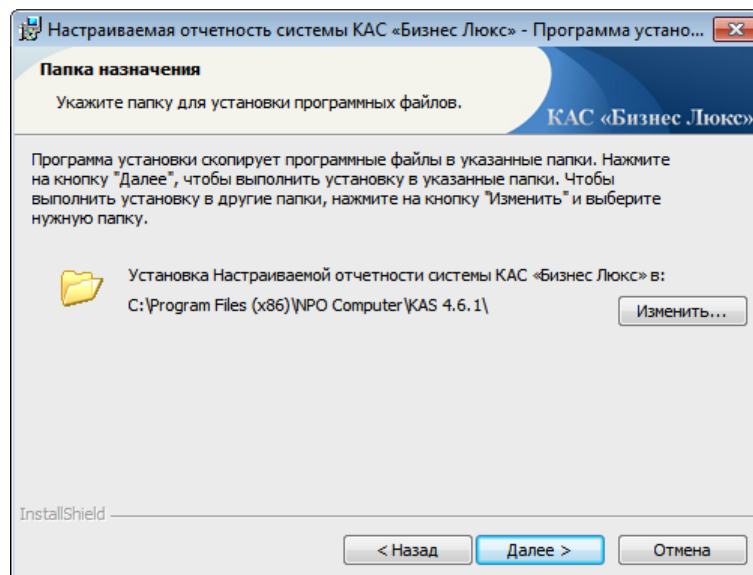 Настраиваемая отчетность системы КАС «Бизнес Люкс» - Программа устано...
Папка назначения
Укажите папку для установки программных файлов.
КАС «Бизнес Люкс»
Программа установки скопирует программные файлы в указанные папки. Нажмите
на кнопку "Далее", чтобы выполнить установку в указанные папки. Чтобы
выполнить установку в другие папки, нажмите на кнопку "Изменить" и выберите
нужную папку.
Установка Настраиваемой отчетности системы КАС «Бизнес Люкс» в:
C:\Program Files (x86)\NPO Computer\KAS 4.6.1\
Изменить...
InstallShield
< Назад
Далее >
Отмена